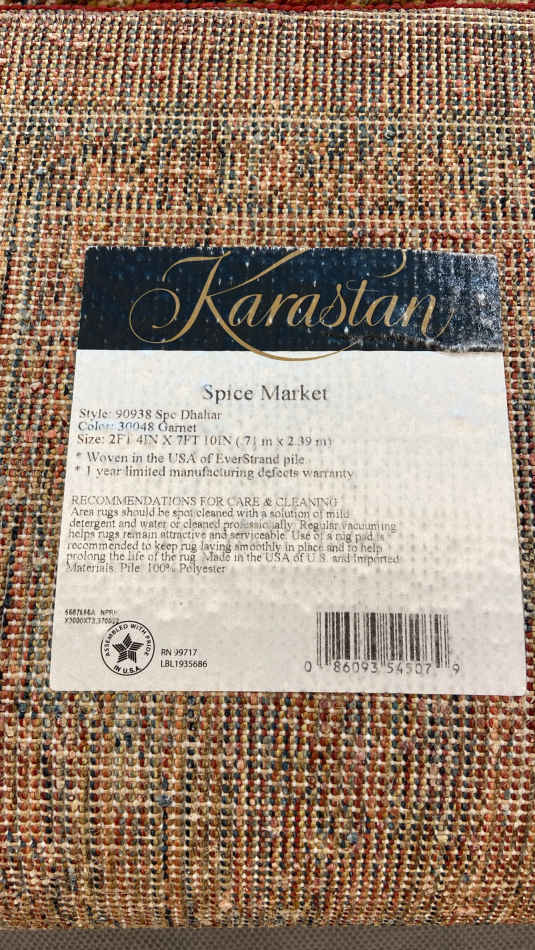 Karastan
Spice Market
Style: 90938 Spc Dhahar
Color: 30048 Garnet
Size: 2FT 4IN X 7FT 10IN (.71 m x 2.39 m)
* Woven in the USA of EverStrand pile
* 1 year limited manufacturing defects warranty
RECOMMENDATIONS FOR CARE & CLEANING
Area rugs should be spot cleaned with a solution of mild
detergent and water or cleaned professionally. Regular vacuuming
helps rugs remain attractive and serviceable. Use of a rug pad is
recommended to keep rug laying smoothly in place and to help
prolong the life of the rug. Made in the USA of U.S. and Imported
Materials. Pile: 100% Polyester
ASSEMBLED WITH PRIDE
IN U.S.A.
RN 99717
LBL1935686
0 86093 54507 9